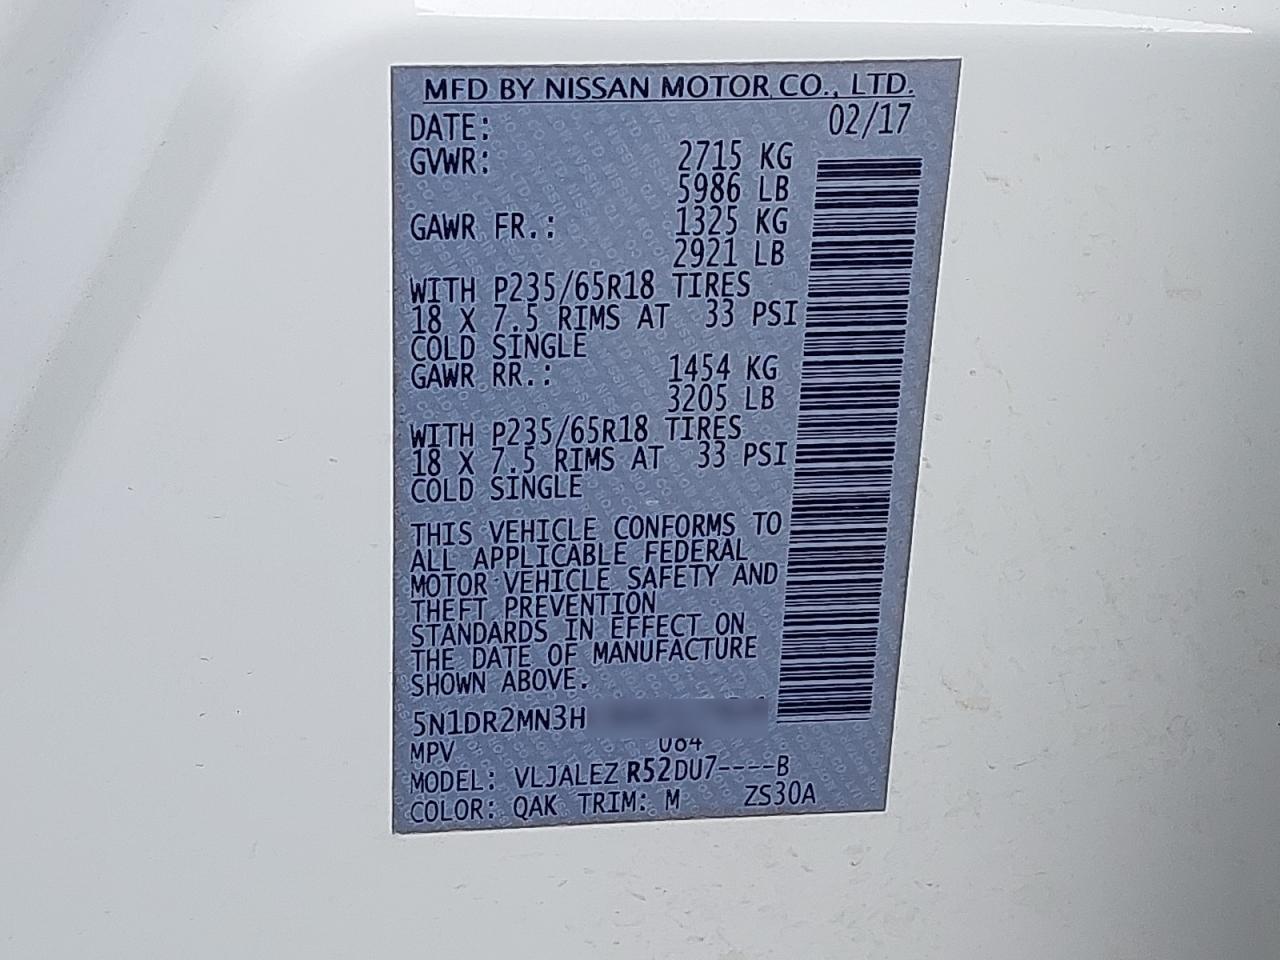 MFD BY NISSAN MOTOR CO., LTD.
DATE: 02/17
GVWR: 2715 KG
5986 LB
GAWR FR.: 1325 KG
2921 LB
WITH P235/65R18 TIRES
18 X 7.5 RIMS AT 33 PSI
COLD SINGLE
GAWR RR.: 1454 KG
3205 LB
WITH P235/65R18 TIRES
18 X 7.5 RIMS AT 33 PSI
COLD SINGLE
THIS VEHICLE CONFORMS TO
ALL APPLICABLE FEDERAL
MOTOR VEHICLE SAFETY AND
THEFT PREVENTION
STANDARDS IN EFFECT ON
THE DATE OF MANUFACTURE
SHOWN ABOVE.
5N1DR2MN3H
MPV 084
MODEL: VLJALEZ R52DU7----B
COLOR: QAK TRIM: M ZS30A